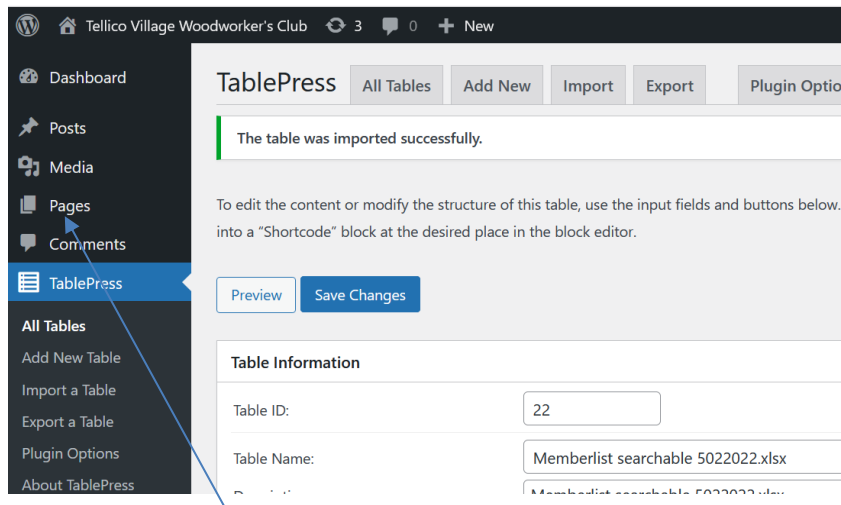 Tellico Village Woodworker's Club 3 0 + New
Dashboard
Posts
Media
Pages
Comments
TablePress
All Tables
Add New Table
Import a Table
Export a Table
Plugin Options
About TablePress
TablePress All Tables Add New Import Export Plugin Optio
The table was imported successfully.
To edit the content or modify the structure of this table, use the input fields and buttons below.
into a “Shortcode” block at the desired place in the block editor.
Preview Save Changes
Table Information
Table ID: 22
Table Name: Memberlist searchable 5022022.xlsx
Memberlist searchable 5022022.xlsx